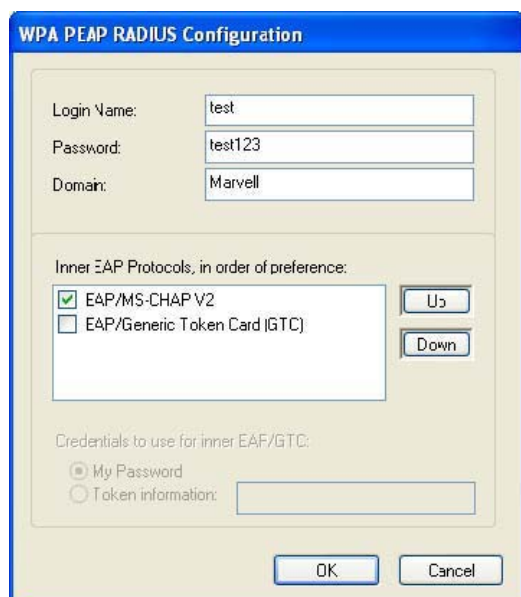 WPA PEAP RADIUS Configuration
Login Name:
test
Password:
test123
Domain:
Marvell
Inner EAP Protocols, in order of preference:
EAP/MS-CHAP V2
Up
EAP/Generic Token Card (GTC)
Down
Credentials to use for inner EAP/GTC:
My Password
Token information:
OK
Cancel